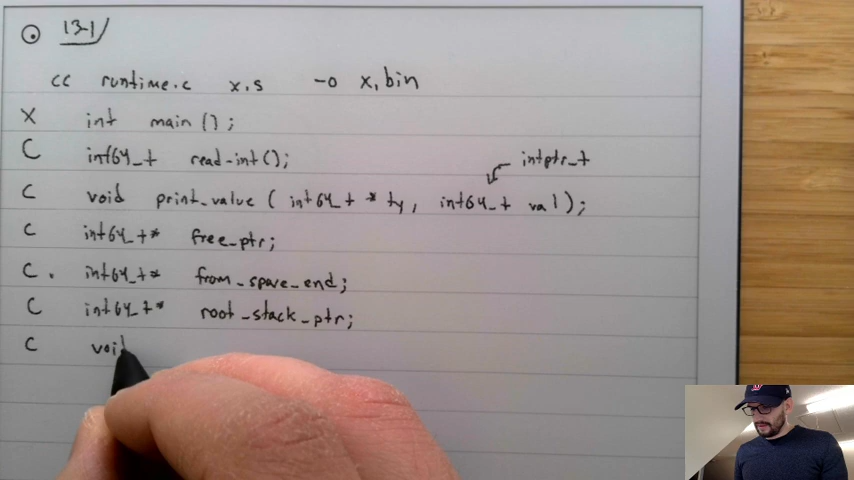 13-1/
cc runtime.c x.s -o x.bin
X int main ();
C int64_t read_int();
intptr_t
C void print_value ( int64_t * ty, int64_t val);
C int64_t* free_ptr;
C . int64_t* from_space_end;
C int64_t* root_stack_ptr;
C void